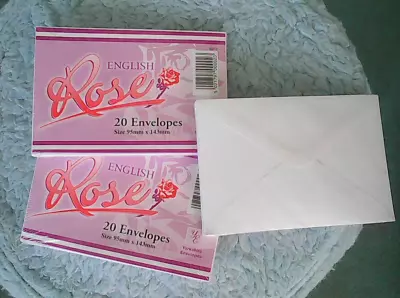 ENGLISH
Rose
20 Envelopes
Size 95mm x 143mm
ENGLISH
Rose
20 Envelopes
Size 95mm x 143mm